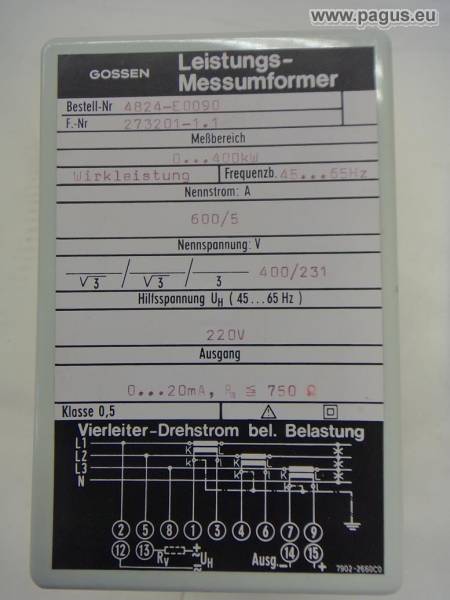 www.pagus.eu
GOSSEN Leistungs-
Messumformer
Bestell-Nr 4824-E0090
F.-Nr 273201-1.1
Meßbereich
0...400kW
Wirkleistung Frequenzb. 45...65Hz
Nennstrom: A
600/5
Nennspannung: V
√3 / √3 / 3 400/231
Hilfsspannung UH (45...65 Hz)
220V
Ausgang
0...20mA, Ra ≦ 750 Ω
Klasse 0,5
Vierleiter-Drehstrom bel. Belastung
L1 K L
L2 k l K L
L3 k l K L
N k l
2 5 8 1 3 4 6 7 9
12 13 RV + UH Ausg. 14 15
− +
7902-2660C0